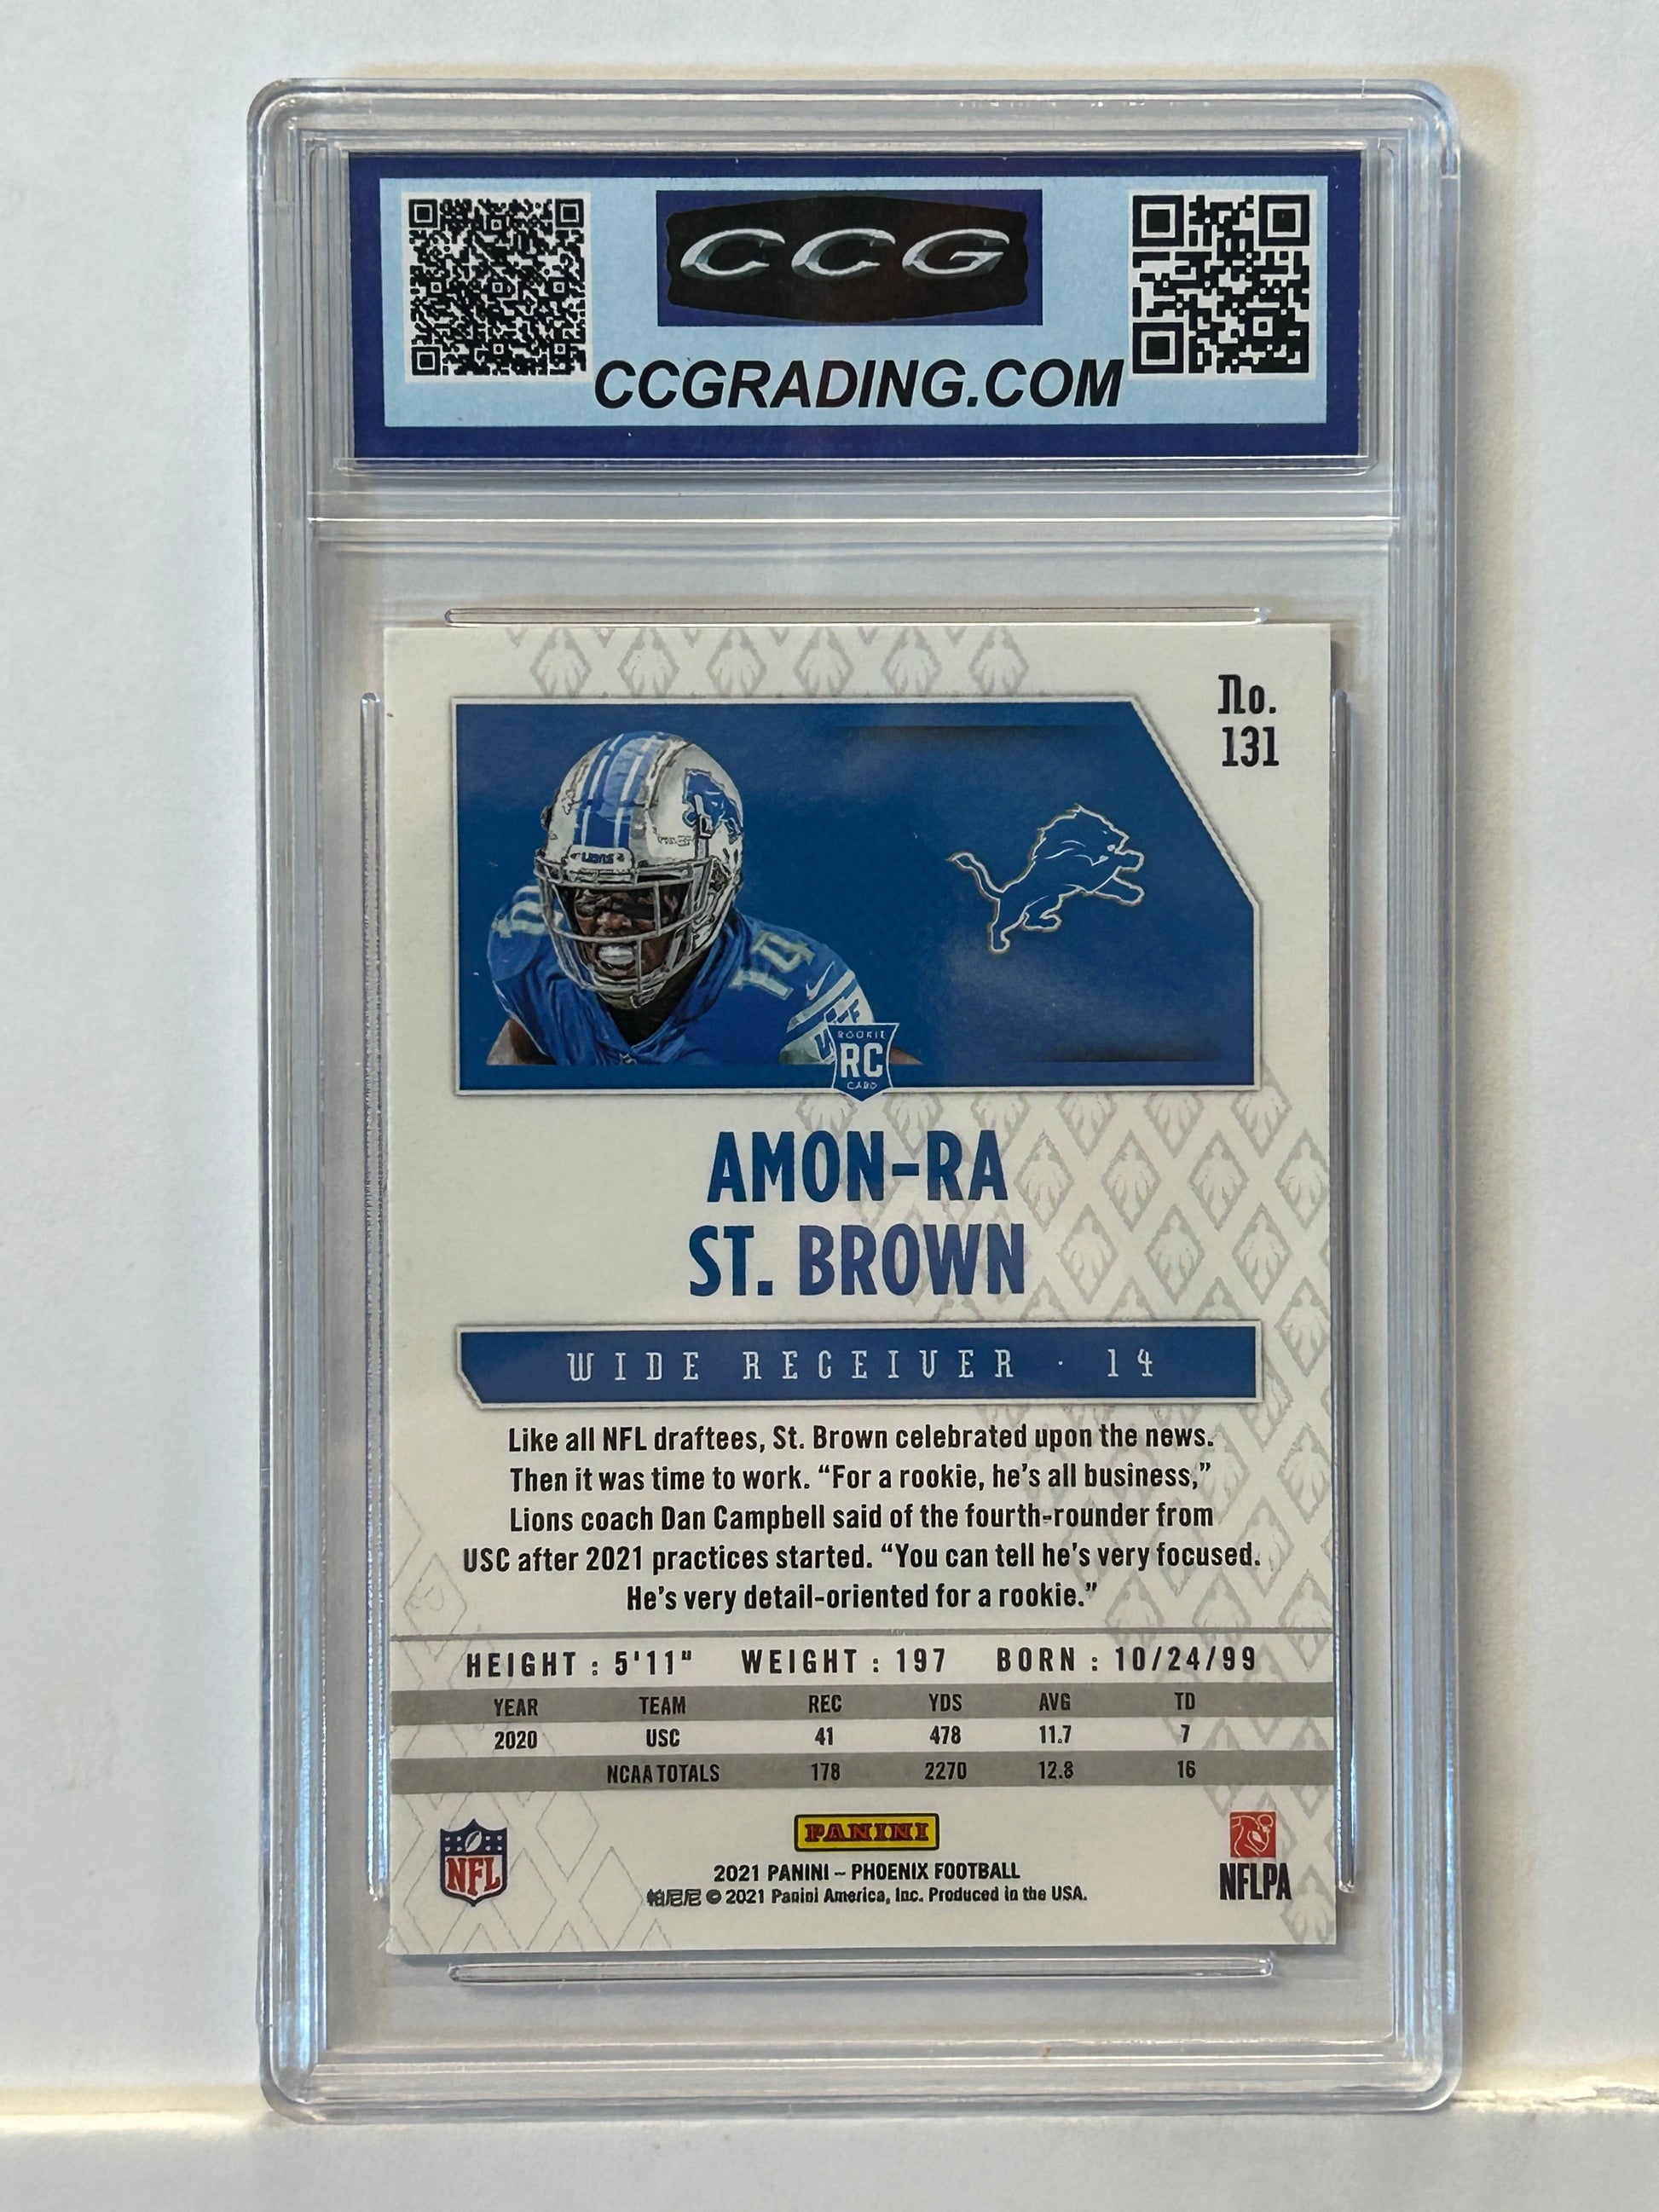 CCG
CCGRADING.COM
No.
131
LIONS
14
ROOKIE
RC
CARD
AMON-RA
ST. BROWN
WIDE RECEIVER · 14
Like all NFL draftees, St. Brown celebrated upon the news.
Then it was time to work. “For a rookie, he’s all business,”
Lions coach Dan Campbell said of the fourth-rounder from
USC after 2021 practices started. “You can tell he’s very focused.
He’s very detail-oriented for a rookie.”
HEIGHT : 5'11" WEIGHT : 197 BORN : 10/24/99
YEAR TEAM REC YDS AVG TD
2020 USC 41 478 11.7 7
NCAA TOTALS 178 2270 12.8 16
NFL
PANINI
NFLPA
2021 PANINI – PHOENIX FOOTBALL
帕尼尼 © 2021 Panini America, Inc. Produced in the USA.